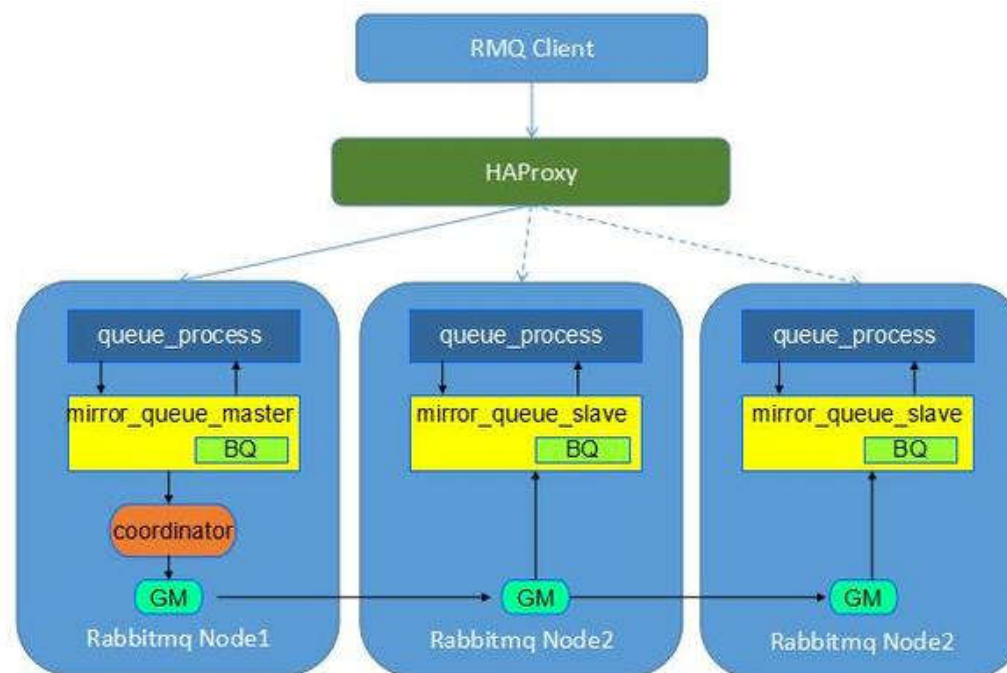 RMQ Client
HAProxy
queue_process
mirror_queue_master
BQ
coordinator
GM
Rabbitmq Node1
queue_process
mirror_queue_slave
BQ
GM
Rabbitmq Node2
queue_process
mirror_queue_slave
BQ
GM
Rabbitmq Node2